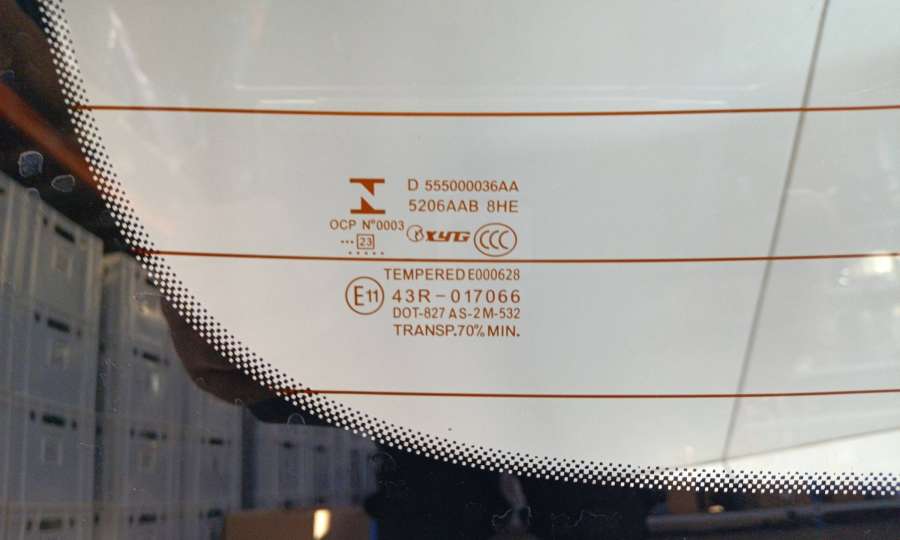 D 555000036AA
5206AAB 8HE
OCP Nº0003
23
XYG
CCC
TEMPERED E000628
E11
43R-017066
DOT-827 AS-2 M-532
TRANSP.70% MIN.